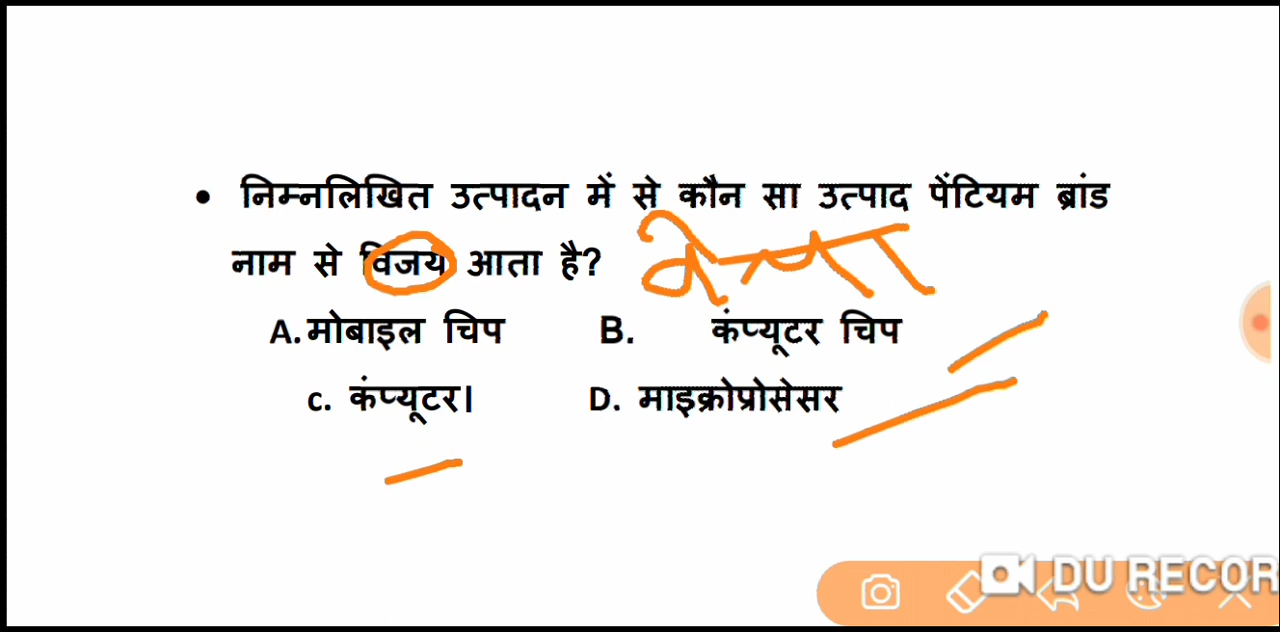 • निम्नलिखित उत्पादन में से कौन सा उत्पाद पेंटियम ब्रांड
नाम से विजय आता है?
A. मोबाइल चिप B. कंप्यूटर चिप
c. कंप्यूटर। D. माइक्रोप्रोसेसर
DU RECOR